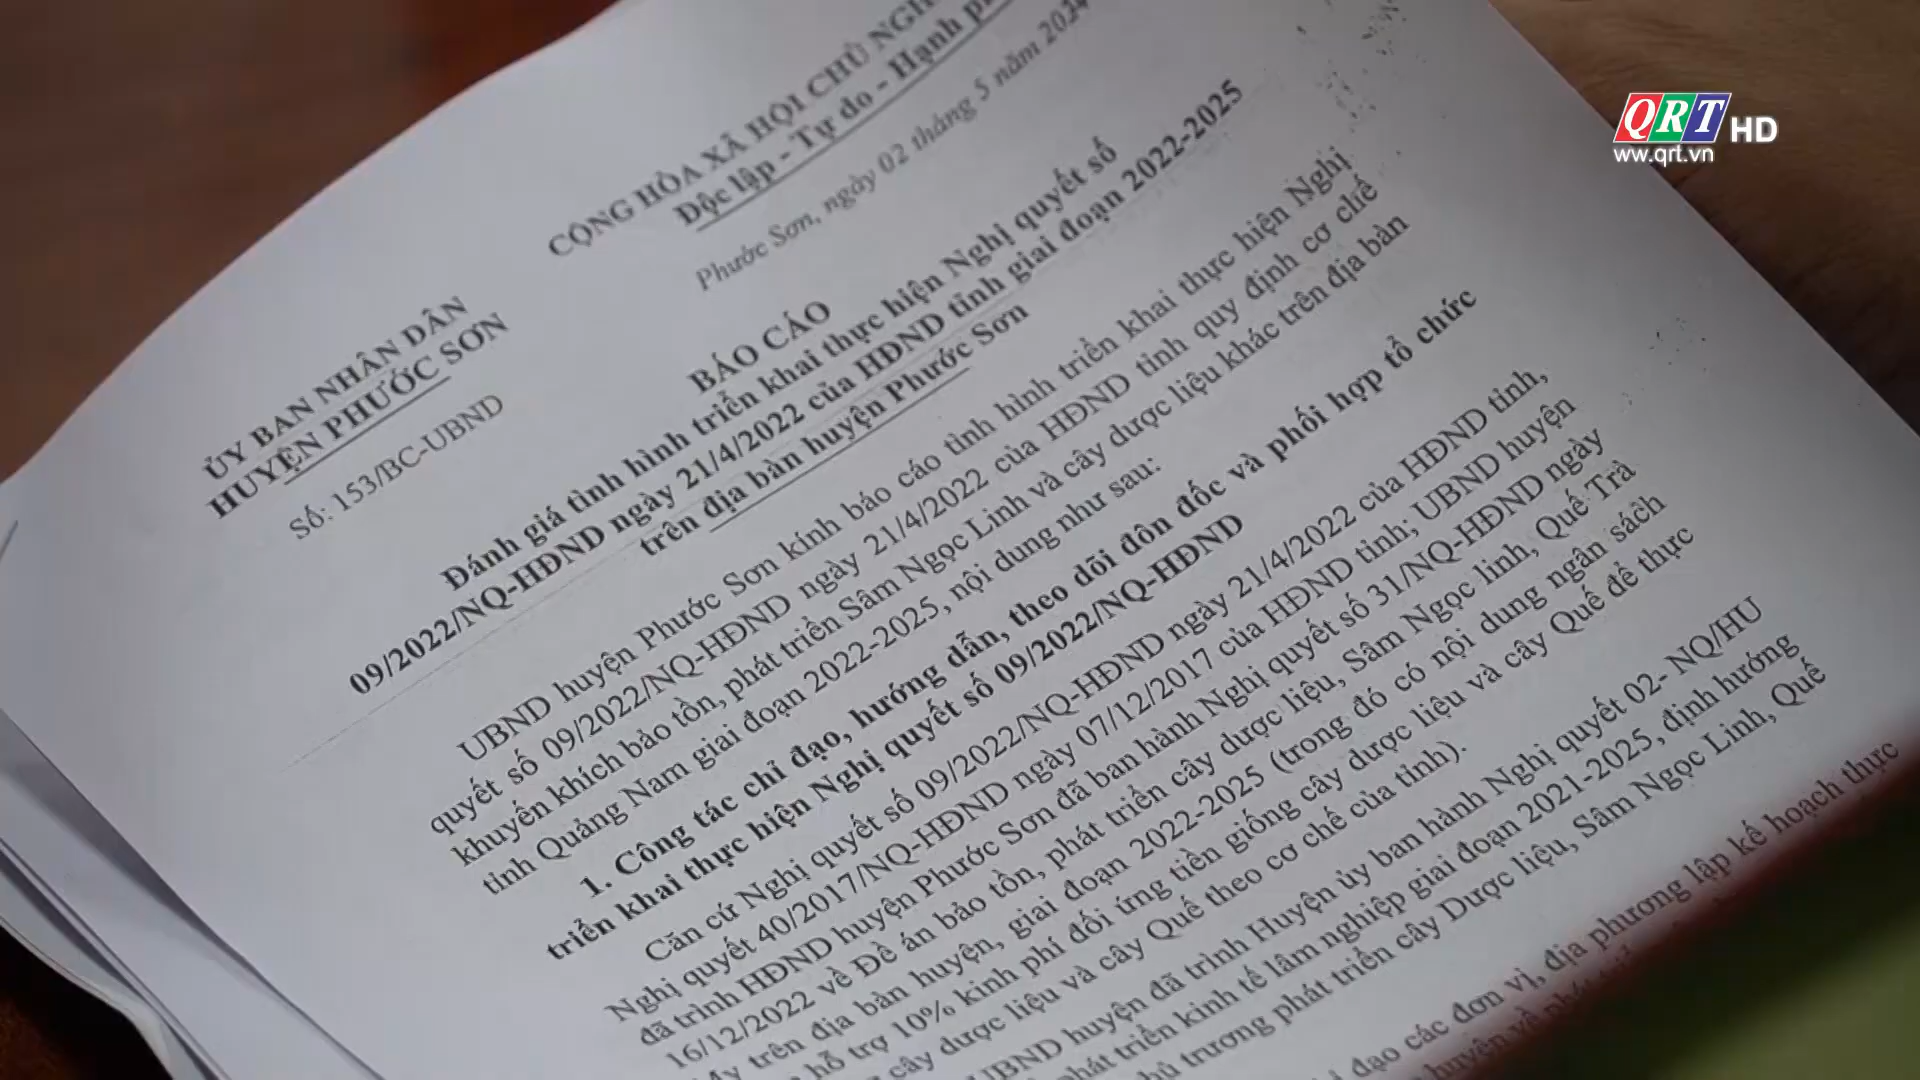 QRT HD
ww.qrt.vn
CỘNG HÒA XÃ HỘI CHỦ NGHĨ
Độc lập - Tự do - Hạnh ph
Phước Sơn, ngày 02 tháng 5 năm 2024
ỦY BAN NHÂN DÂN
HUYỆN PHƯỚC SƠN
Số: 153/BC-UBND
BÁO CÁO
Đánh giá tình hình triển khai thực hiện Nghị quyết số
09/2022/NQ-HĐND ngày 21/4/2022 của HĐND tỉnh giai đoạn 2022-2025
trên địa bàn huyện Phước Sơn
UBND huyện Phước Sơn kính báo cáo tình hình triển khai thực hiện Nghị
quyết số 09/2022/NQ-HĐND ngày 21/4/2022 của HĐND tỉnh quy định cơ chế
khuyến khích bảo tồn, phát triển Sâm Ngọc Linh và cây dược liệu khác trên địa bàn
tỉnh Quảng Nam giai đoạn 2022-2025, nội dung như sau:
1. Công tác chỉ đạo, hướng dẫn, theo dõi đôn đốc và phối hợp tổ chức
triển khai thực hiện Nghị quyết số 09/2022/NQ-HĐND
Căn cứ Nghị quyết số 09/2022/NQ-HĐND ngày 21/4/2022 của HĐND tỉnh,
Nghị quyết 40/2017/NQ-HĐND ngày 07/12/2017 của HĐND tỉnh; UBND huyện
đã trình HĐND huyện Phước Sơn đã ban hành Nghị quyết số 31/NQ-HĐND ngày
16/12/2022 về Đề án bảo tồn, phát triển cây dược liệu, Sâm Ngọc linh, Quế Trà
My trên địa bàn huyện, giai đoạn 2022-2025 (trong đó có nội dung ngân sách
hỗ trợ 10% kinh phí đối ứng tiền giống cây dược liệu và cây Quế để thực
cây dược liệu và cây Quế theo cơ chế của tỉnh).
UBND huyện đã trình Huyện ủy ban hành Nghị quyết 02- NQ/HU
phát triển kinh tế lâm nghiệp giai đoạn 2021-2025, định hướng
trương phát triển cây Dược liệu, Sâm Ngọc Linh, Quế
đạo các đơn vị, địa phương lập kế hoạch thực
huyện về